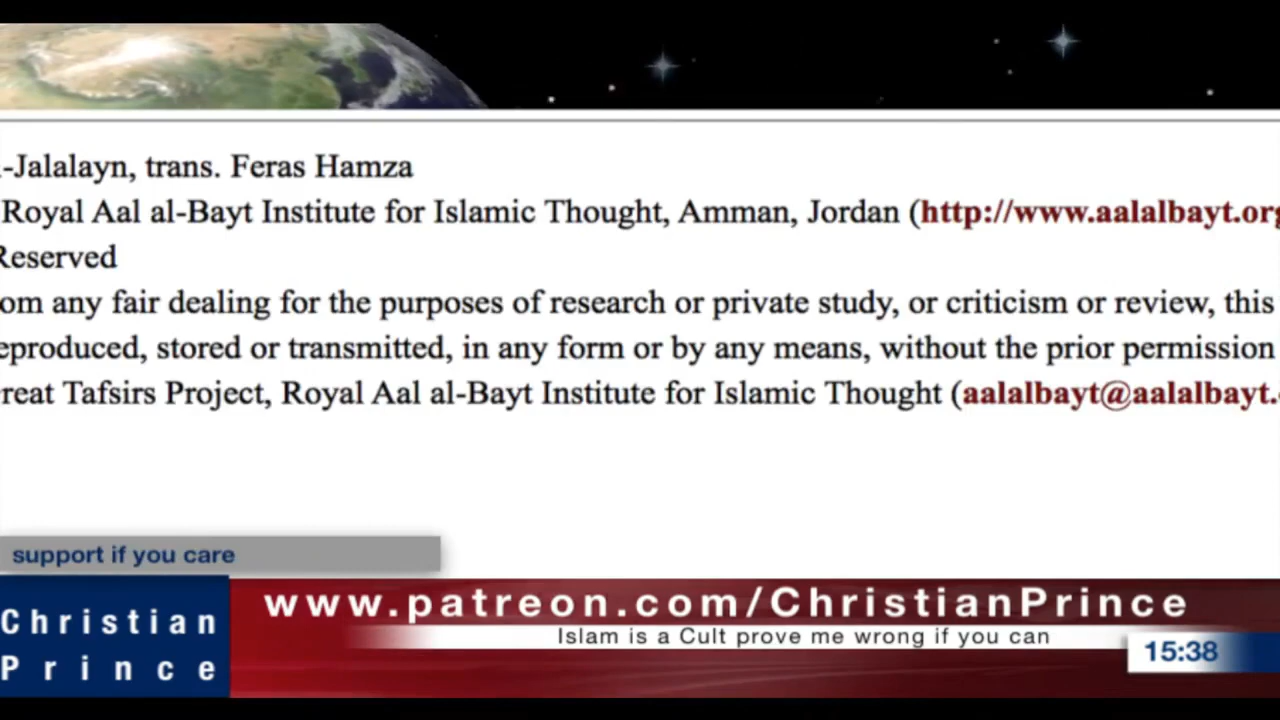 -Jalalayn, trans. Feras Hamza
Royal Aal al-Bayt Institute for Islamic Thought, Amman, Jordan (http://www.aalalbayt.org
Reserved
om any fair dealing for the purposes of research or private study, or criticism or review, this
eproduced, stored or transmitted, in any form or by any means, without the prior permission
reat Tafsirs Project, Royal Aal al-Bayt Institute for Islamic Thought (aalalbayt@aalalbayt.
support if you care
Christian
Prince
www.patreon.com/ChristianPrince
Islam is a Cult prove me wrong if you can
15:38